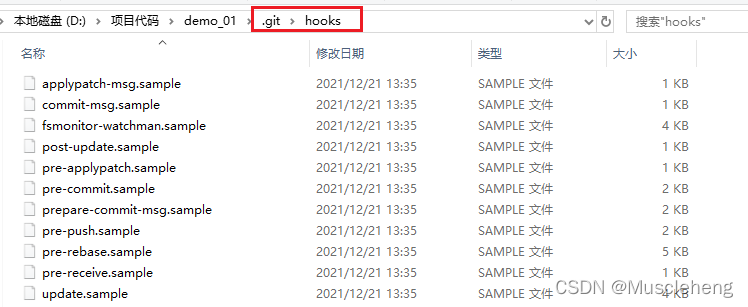 本地磁盘 (D:) > 项目代码 > demo_01 > .git > hooks 搜索"hooks"
名称 修改日期 类型 大小
applypatch-msg.sample 2021/12/21 13:35 SAMPLE 文件 1 KB
commit-msg.sample 2021/12/21 13:35 SAMPLE 文件 1 KB
fsmonitor-watchman.sample 2021/12/21 13:35 SAMPLE 文件 4 KB
post-update.sample 2021/12/21 13:35 SAMPLE 文件 1 KB
pre-applypatch.sample 2021/12/21 13:35 SAMPLE 文件 1 KB
pre-commit.sample 2021/12/21 13:35 SAMPLE 文件 2 KB
prepare-commit-msg.sample 2021/12/21 13:35 SAMPLE 文件 2 KB
pre-push.sample 2021/12/21 13:35 SAMPLE 文件 2 KB
pre-rebase.sample 2021/12/21 13:35 SAMPLE 文件 5 KB
pre-receive.sample 2021/12/21 13:35 SAMPLE 文件 1 KB
update.sample 2021/12/21 13:35 SAMPLE 文件 4 KB
CSDN @Muscleheng